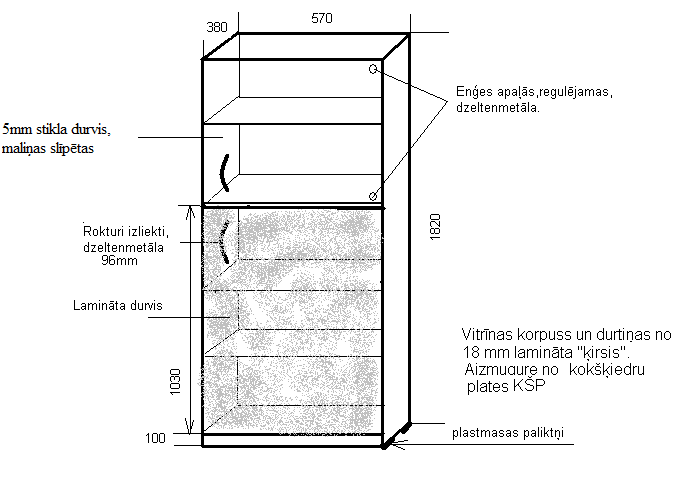 570
380
Enģes apaļās,regulējamas,
dzeltenmetāla.
5mm stikla durvis,
maliņas slīpētas
1820
Rokturi izliekti,
dzeltenmetāla
96mm
Lamināta durvis
Vitrīnas korpuss un durtiņas no
18 mm lamināta "ķirsis".
Aizmugure no kokšķiedru
plates KŠP
1030
100
plastmasas paliktņi